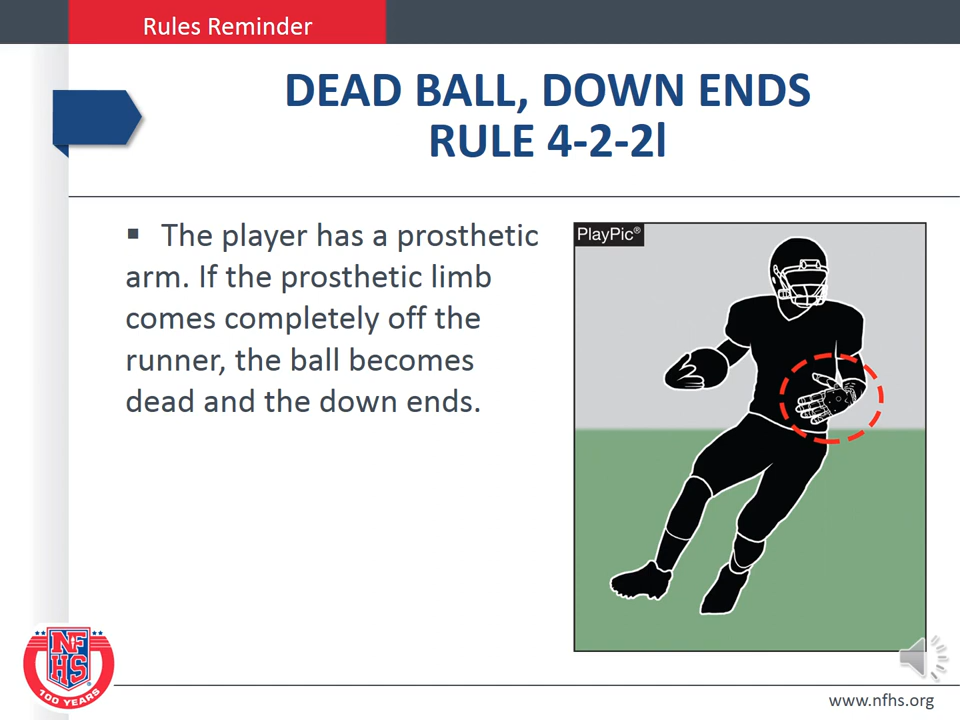 Rules Reminder
DEAD BALL, DOWN ENDS
RULE 4-2-2l
▪ The player has a prosthetic
arm. If the prosthetic limb
comes completely off the
runner, the ball becomes
dead and the down ends.
PlayPic®
NF
HS
100 YEARS
www.nfhs.org